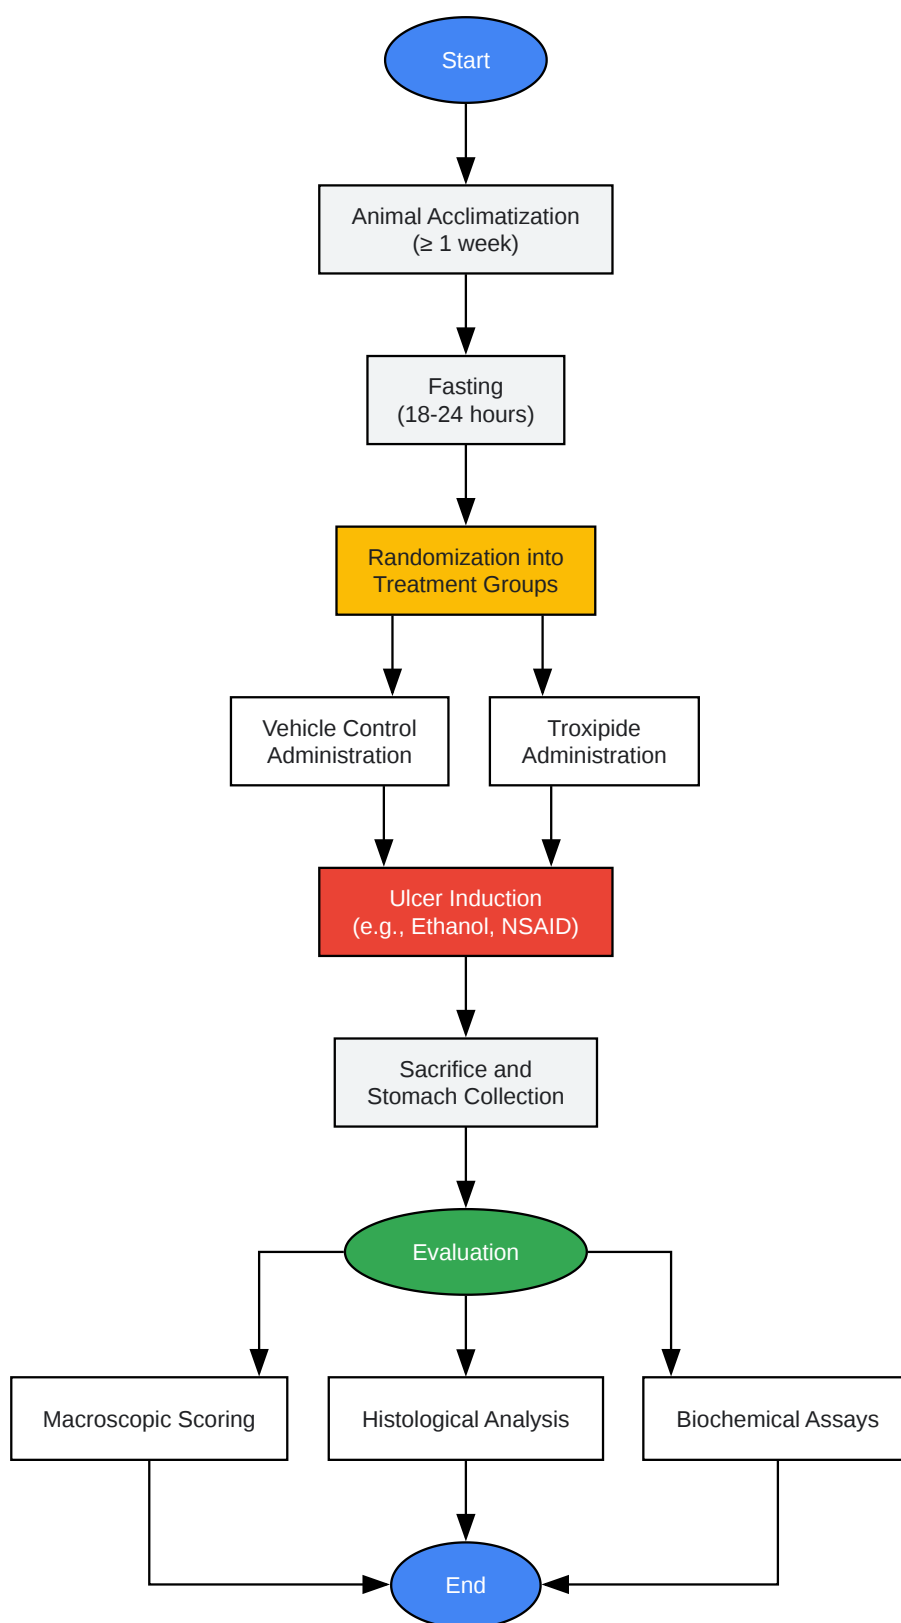 Start
Animal Acclimatization
(≥ 1 week)
Fasting
(18-24 hours)
Randomization into
Treatment Groups
Vehicle Control
Administration
Troxipide
Administration
Ulcer Induction
(e.g., Ethanol, NSAID)
Sacrifice and
Stomach Collection
Evaluation
Macroscopic Scoring
Histological Analysis
Biochemical Assays
End